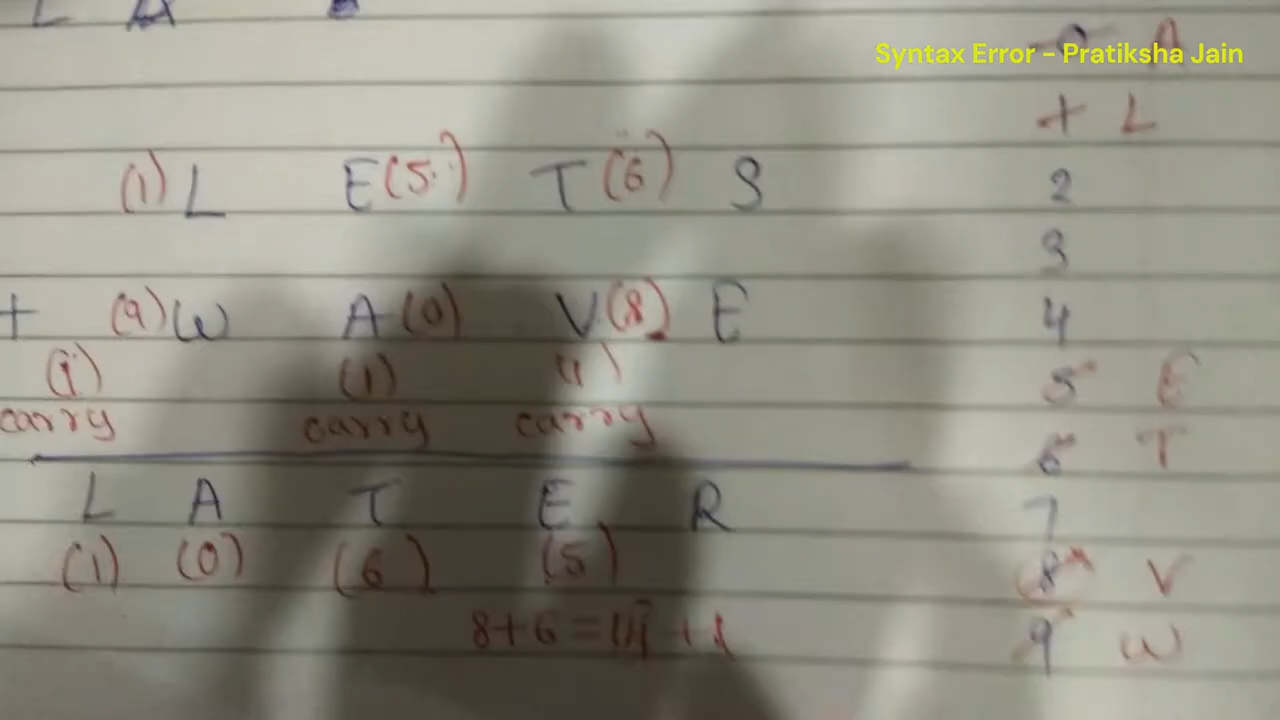 L A
Syntax Error - Pratiksha Jain
0 A
+ L
(1) L E(5) T(6) S
2
3
+ (9) W A(0) V(8) E
4
(1) (1) (1)
5 E
carry carry carry
6 T
L A T E R
7
(1) (0) (6) (5)
8 V
8+6=14+1
9 W